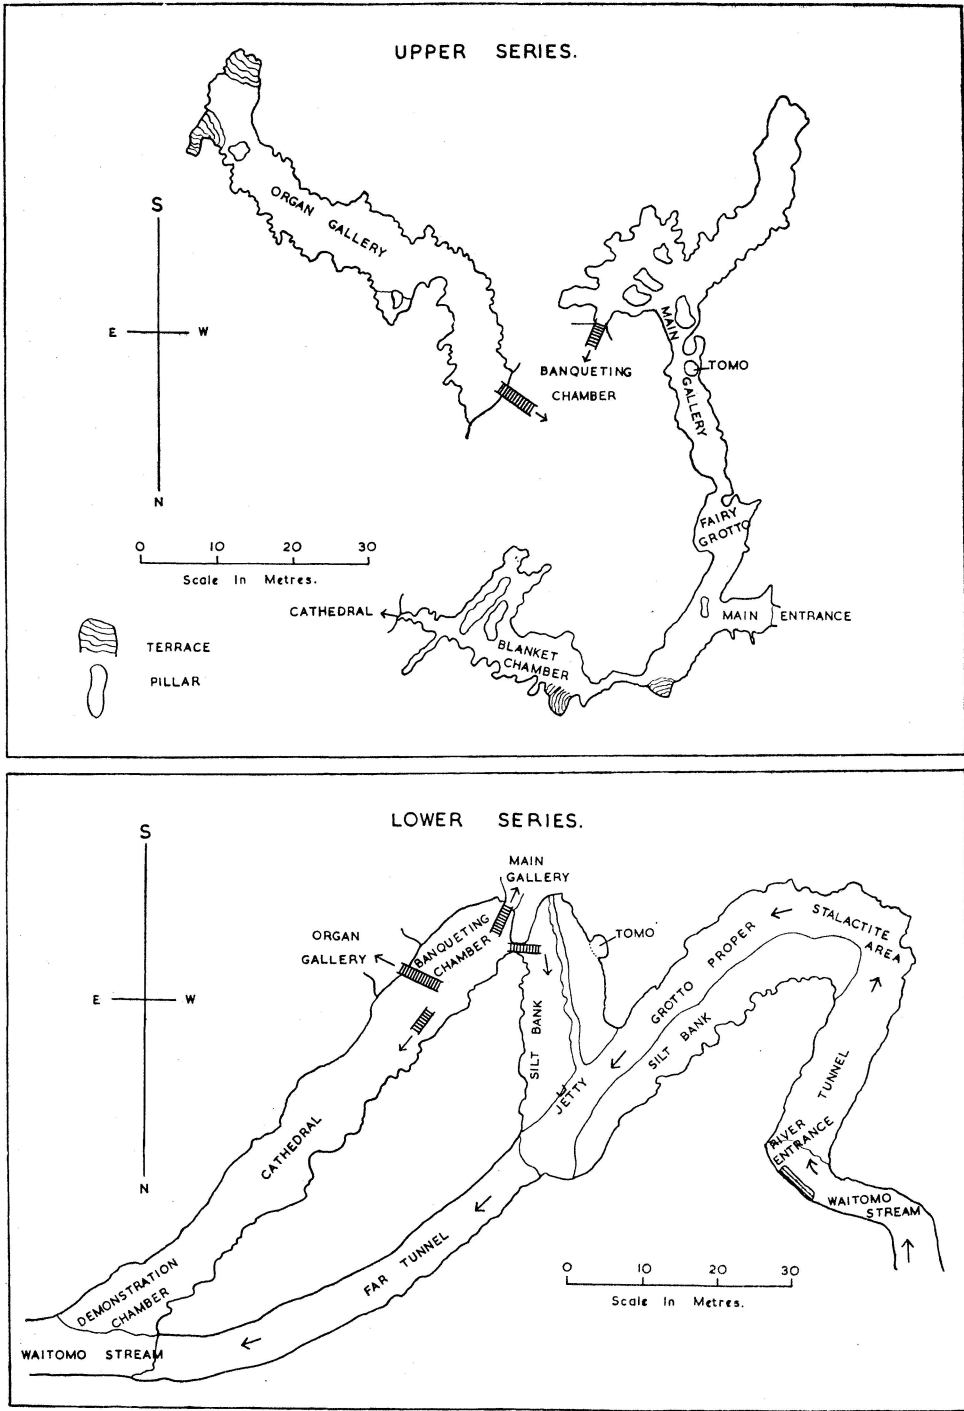 UPPER SERIES.
ORGAN
GALLERY
S
E
W
N
MAIN
GALLERY
TOMO
BANQUETING
CHAMBER
FAIRY
GROTTO
0 10 20 30
Scale In Metres.
CATHEDRAL
MAIN ENTRANCE
BLANKET
CHAMBER
TERRACE
PILLAR
LOWER SERIES.
S
E
W
N
MAIN
GALLERY
ORGAN
GALLERY
BANQUETING
CHAMBER
TOMO
GROTTO PROPER
STALACTITE
AREA
SILT BANK
SILT BANK
JETTY
TUNNEL
RIVER
ENTRANCE
WAITOMO
STREAM
CATHEDRAL
FAR TUNNEL
DEMONSTRATION
CHAMBER
WAITOMO STREAM
0 10 20 30
Scale In Metres.